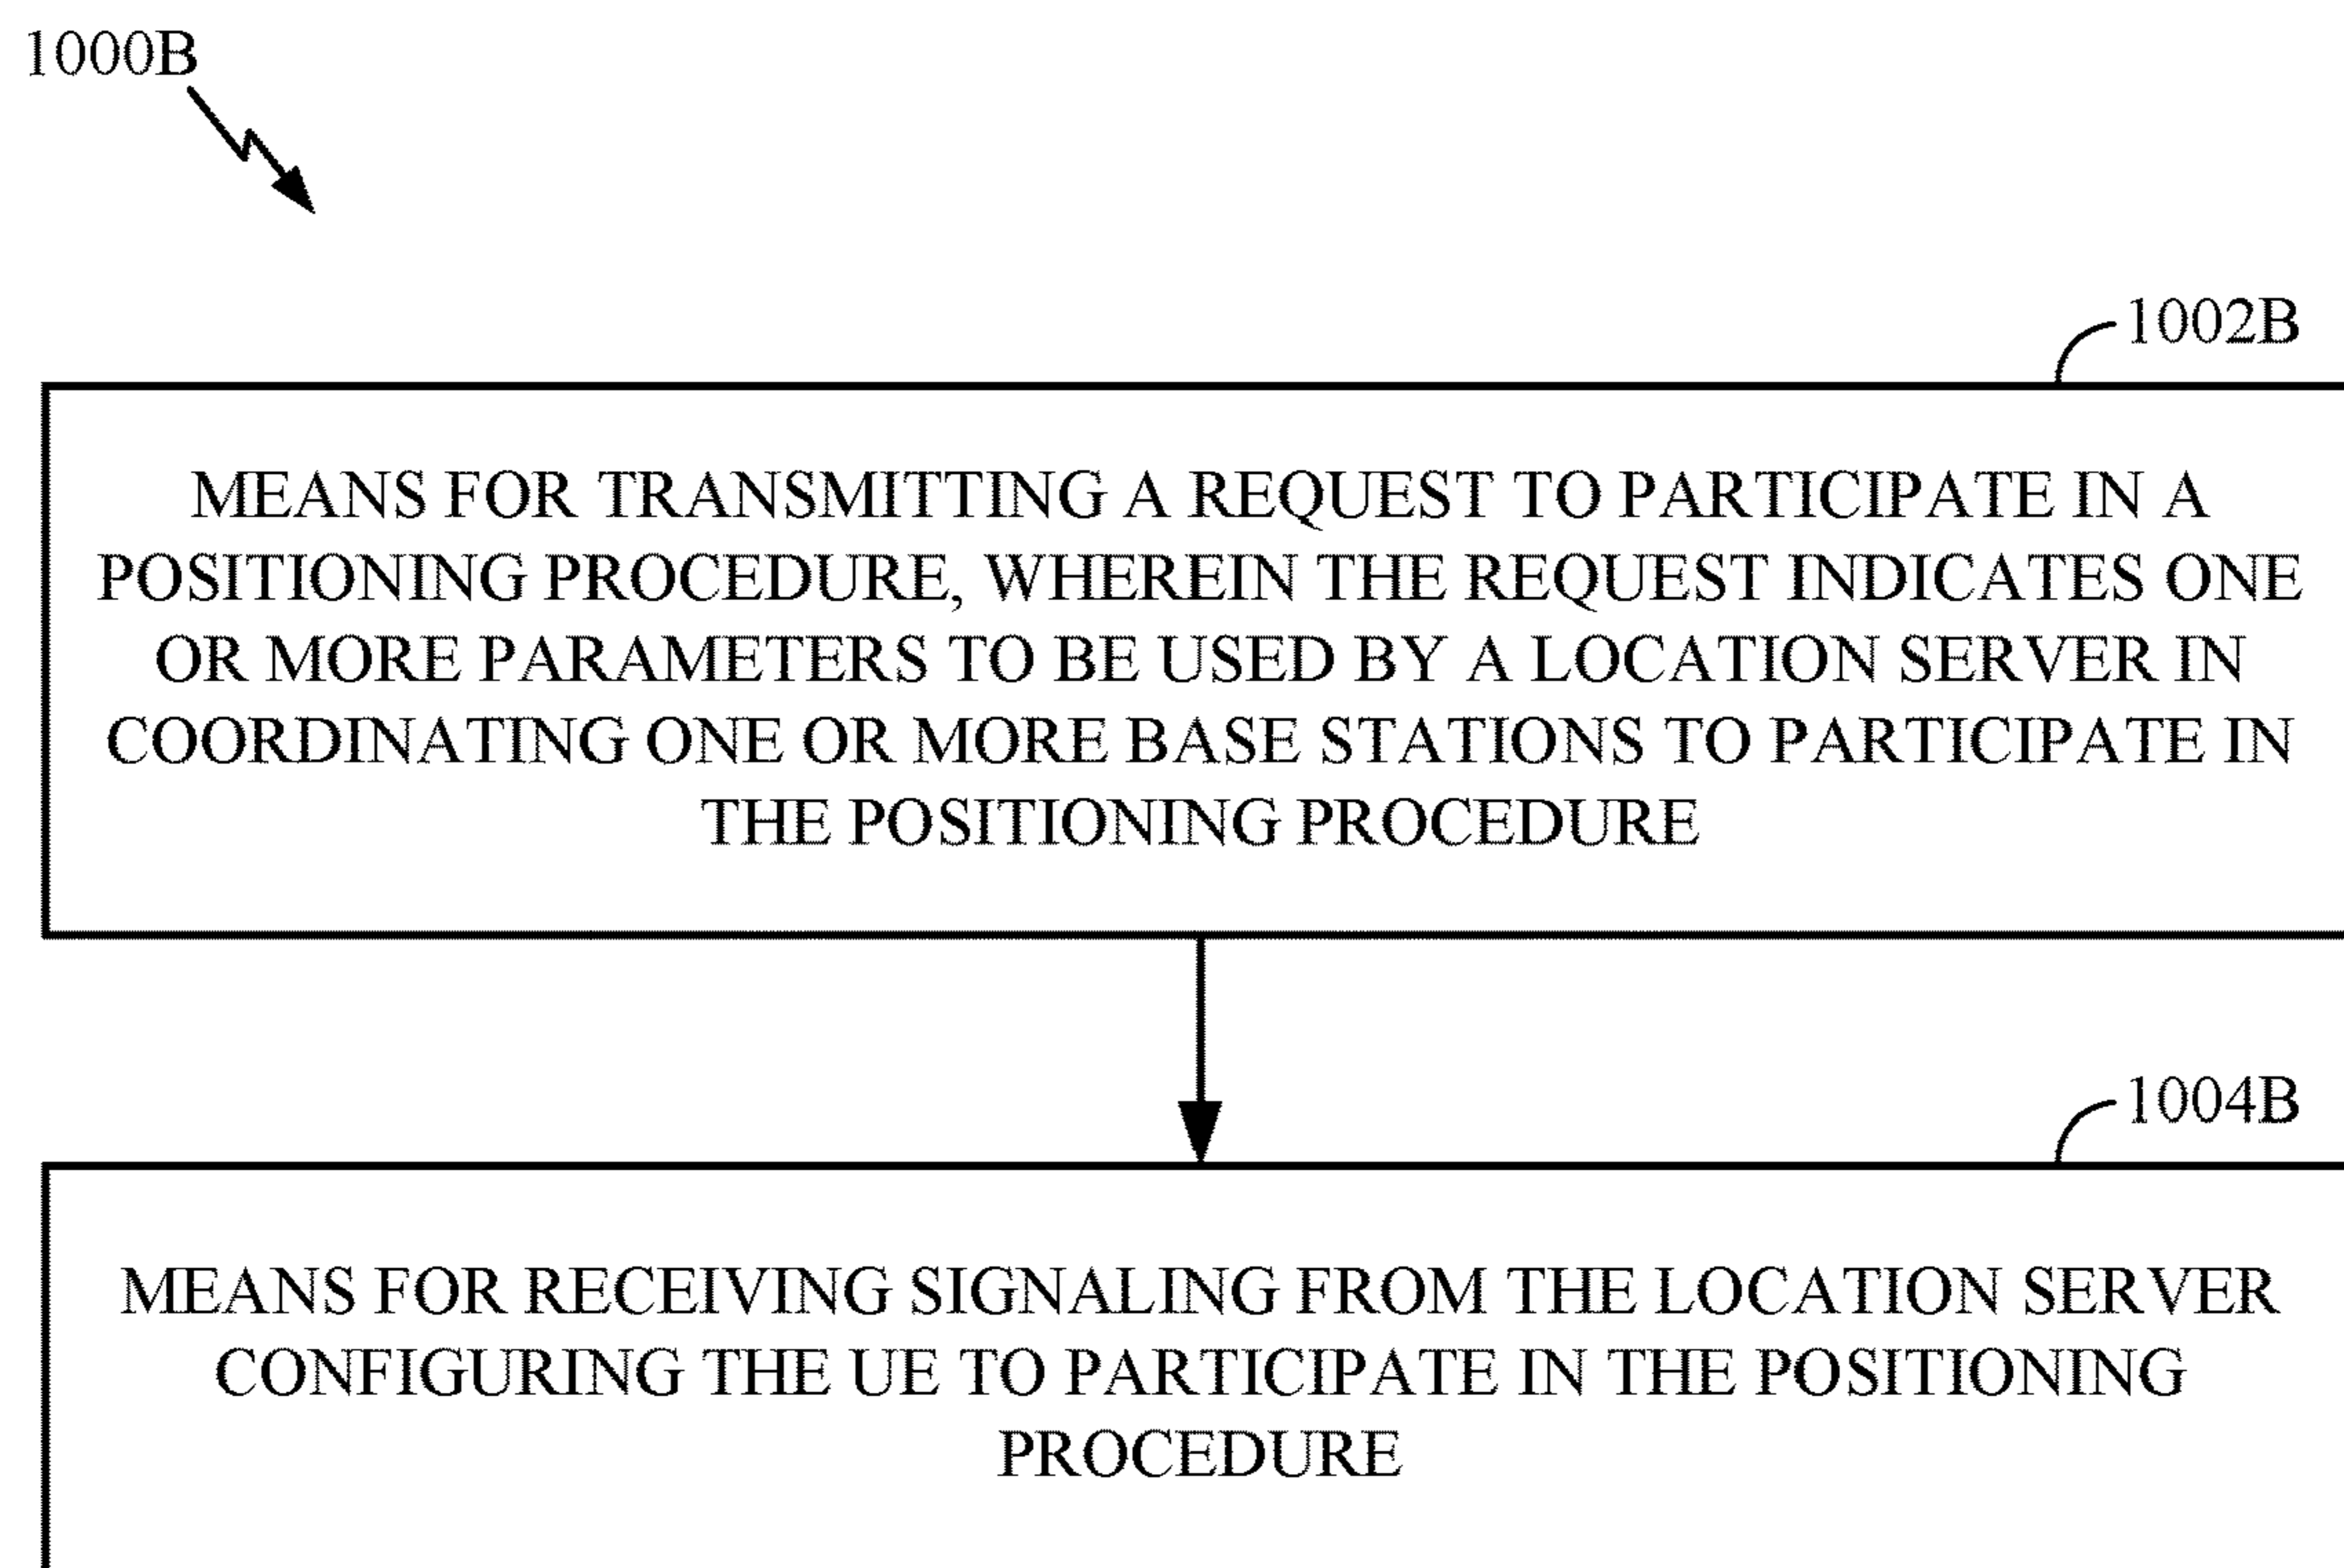 1000B
1002B
MEANS FOR TRANSMITTING A REQUEST TO PARTICIPATE IN A
POSITIONING PROCEDURE, WHEREIN THE REQUEST INDICATES ONE
OR MORE PARAMETERS TO BE USED BY A LOCATION SERVER IN
COORDINATING ONE OR MORE BASE STATIONS TO PARTICIPATE IN
THE POSITIONING PROCEDURE
1004B
MEANS FOR RECEIVING SIGNALING FROM THE LOCATION SERVER
CONFIGURING THE UE TO PARTICIPATE IN THE POSITIONING
PROCEDURE